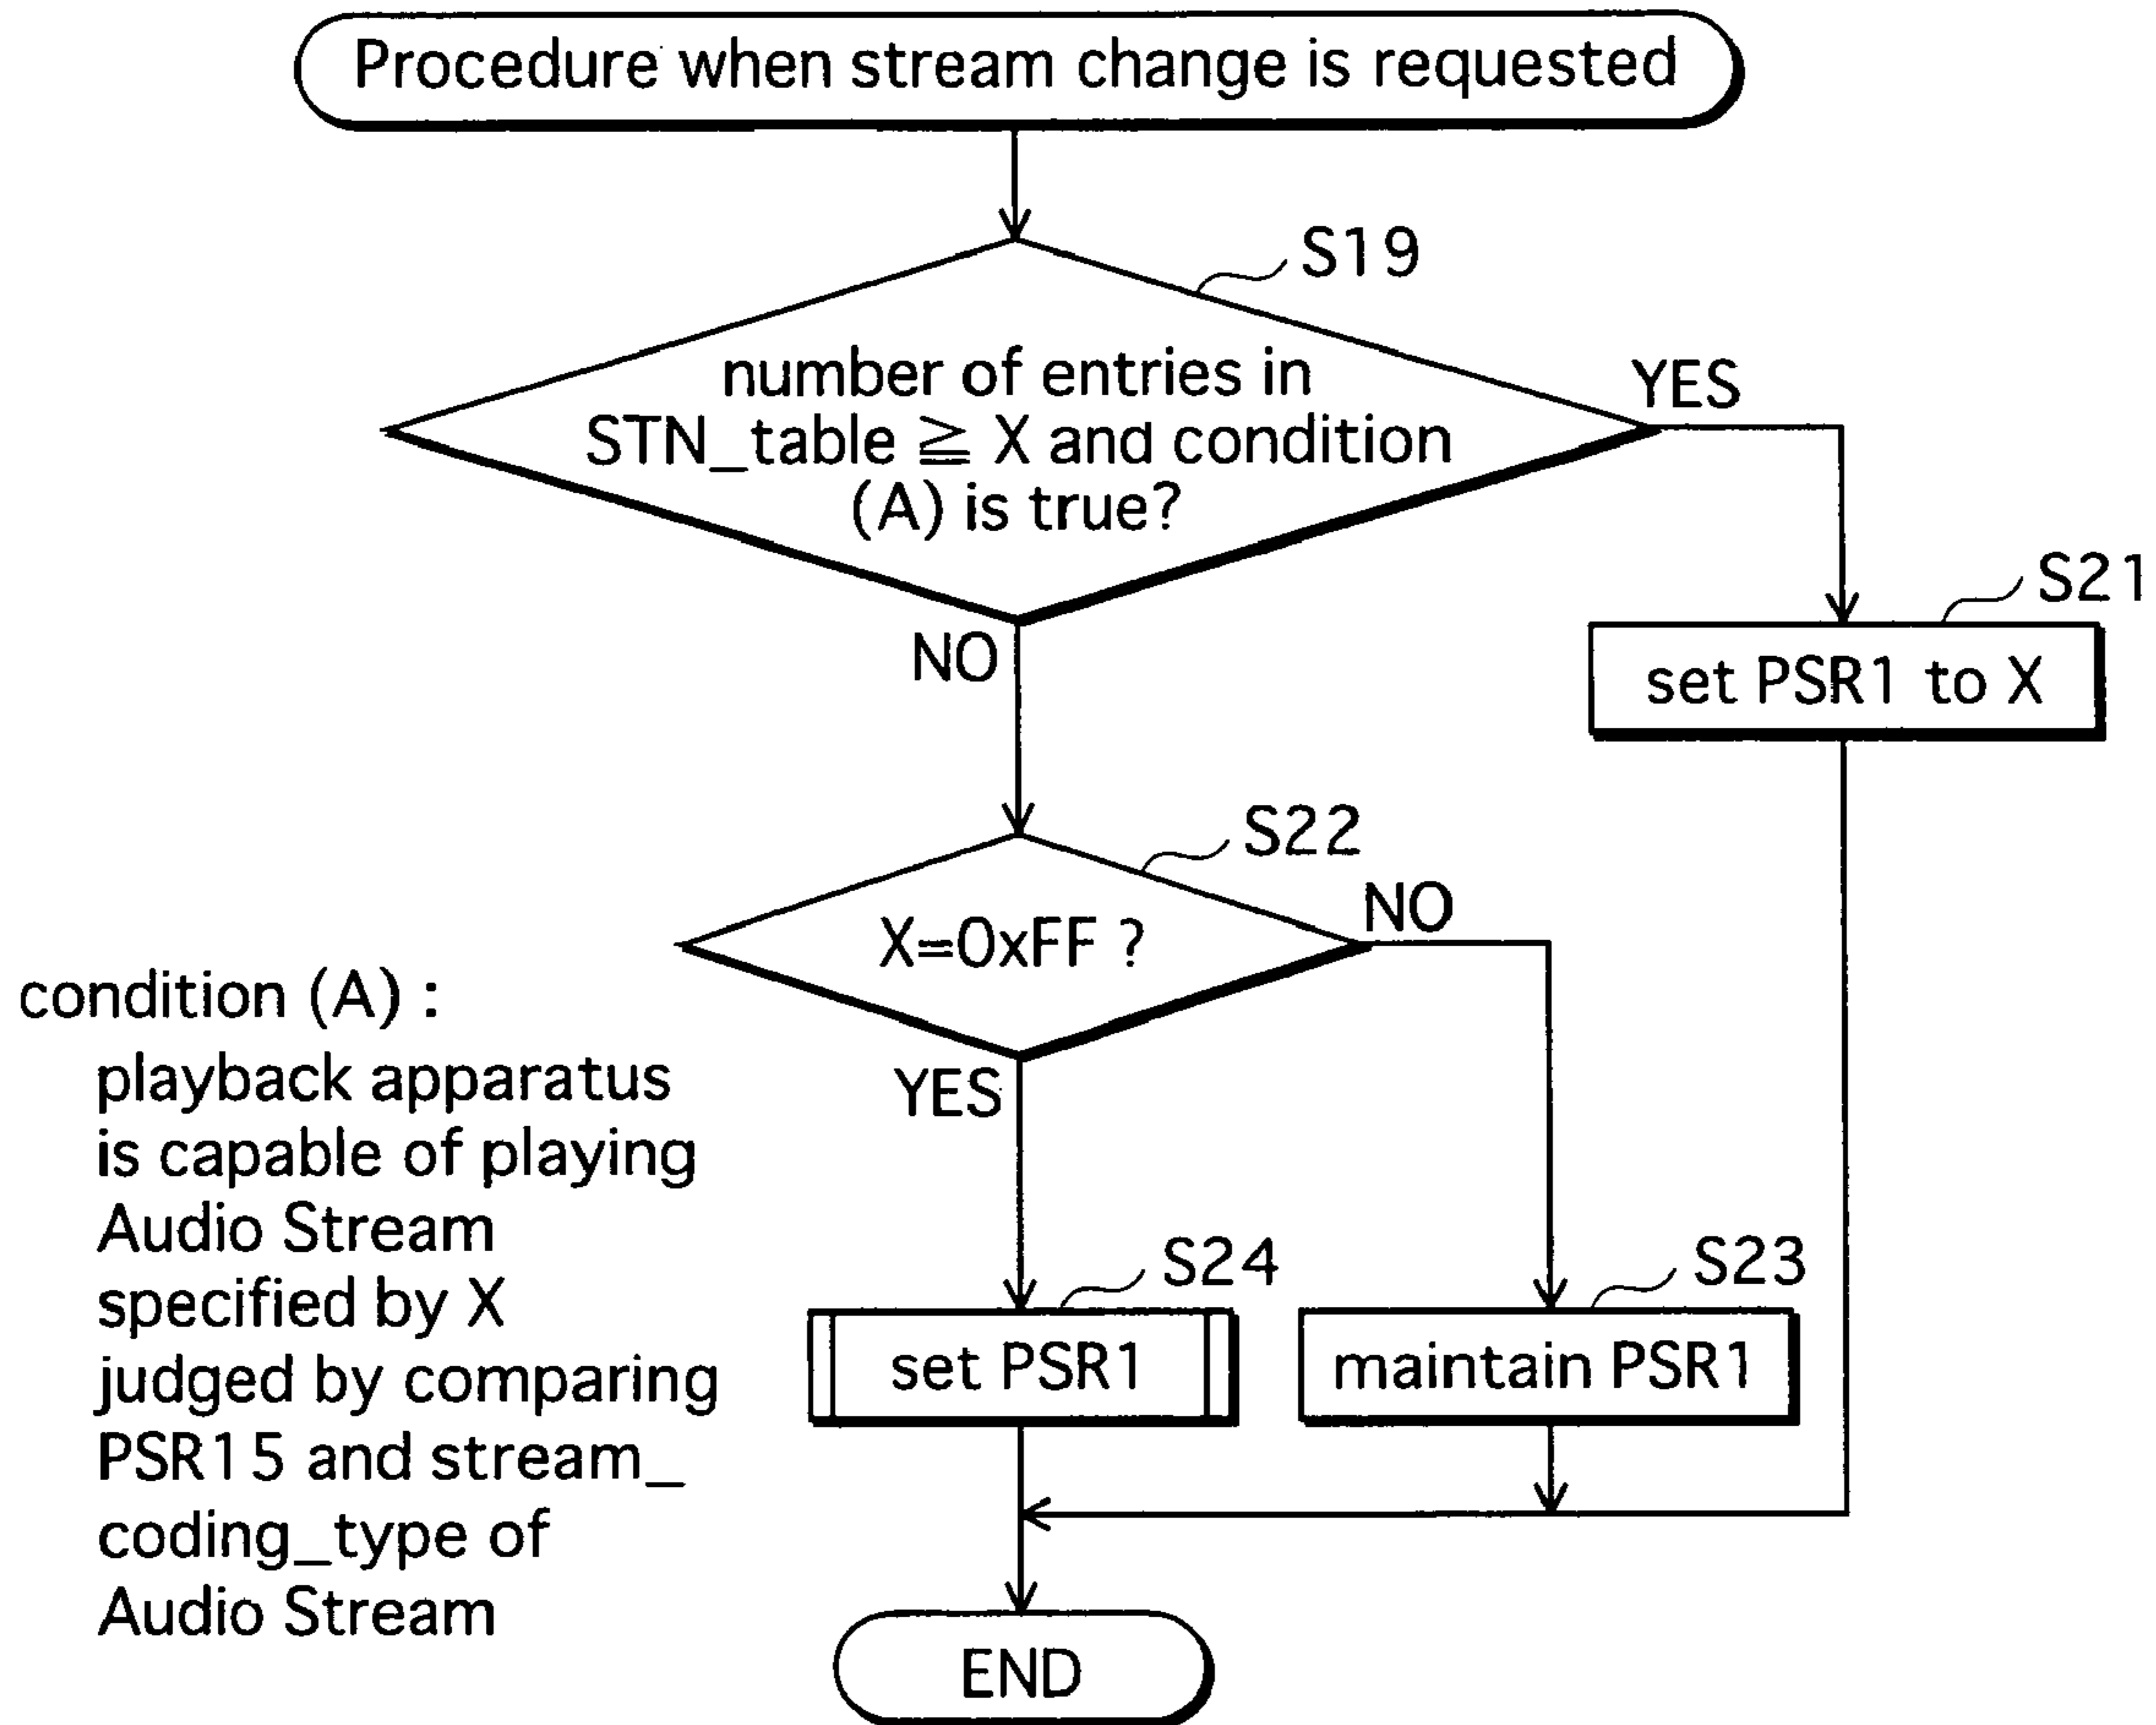 Procedure when stream change is requested
S19
number of entries in
STN_table ≧ X and condition
(A) is true?
YES
S21
set PSR1 to X
NO
S22
X=0xFF ?
NO
YES
condition (A) :
playback apparatus
is capable of playing
Audio Stream
specified by X
judged by comparing
PSR15 and stream_
coding_type of
Audio Stream
S24
set PSR1
S23
maintain PSR1
END